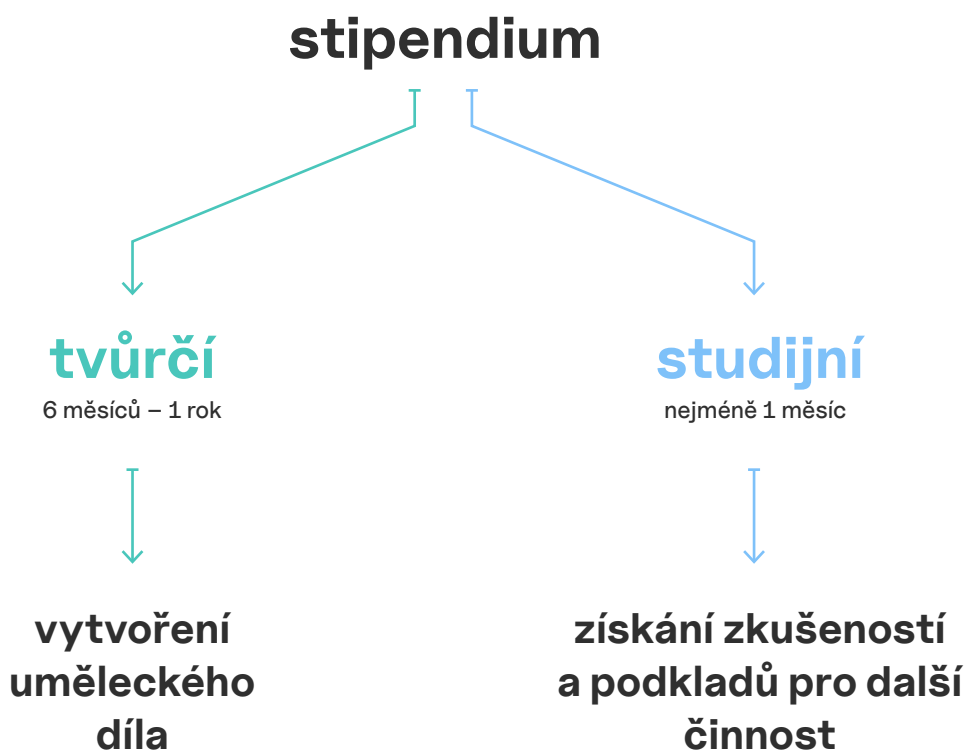 stipendium
tvůrčí
6 měsíců – 1 rok
vytvoření
uměleckého
díla
studijní
nejméně 1 měsíc
získání zkušeností
a podkladů pro další
činnost